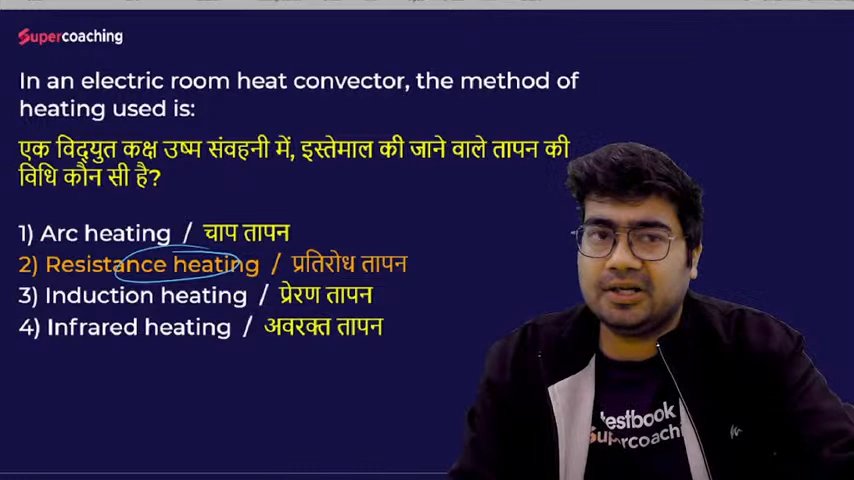 Supercoaching
In an electric room heat convector, the method of
heating used is:
एक विद्युत कक्ष उष्म संवहनी में, इस्तेमाल की जाने वाले तापन की
विधि कौन सी है?
1) Arc heating / चाप तापन
2) Resistance heating / प्रतिरोध तापन
3) Induction heating / प्रेरण तापन
4) Infrared heating / अवरक्त तापन
testbook
Supercoachi